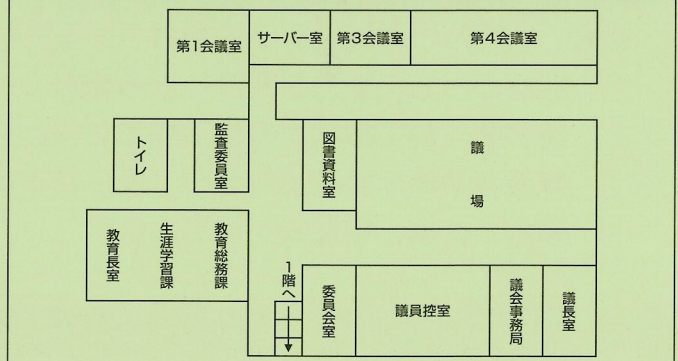 第1会議室
サーバー室
第3会議室
第4会議室
トイレ
監査委員室
図書資料室
議場
教育長室
生涯学習課
教育総務課
1階へ
委員会室
議員控室
議会事務局
議長室